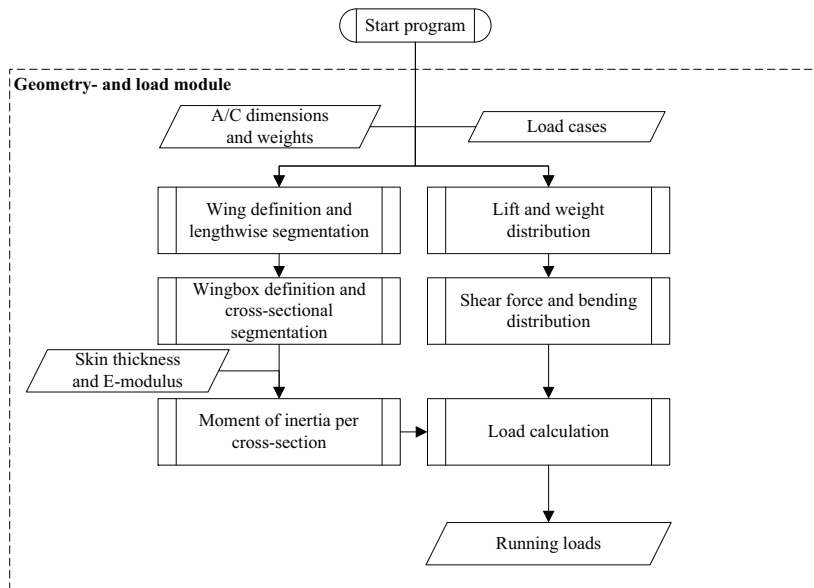 Start program
Geometry- and load module
A/C dimensions
and weights
Load cases
Wing definition and
lengthwise segmentation
Lift and weight
distribution
Wingbox definition and
cross-sectional
segmentation
Shear force and bending
distribution
Skin thickness
and E-modulus
Moment of inertia per
cross-section
Load calculation
Running loads